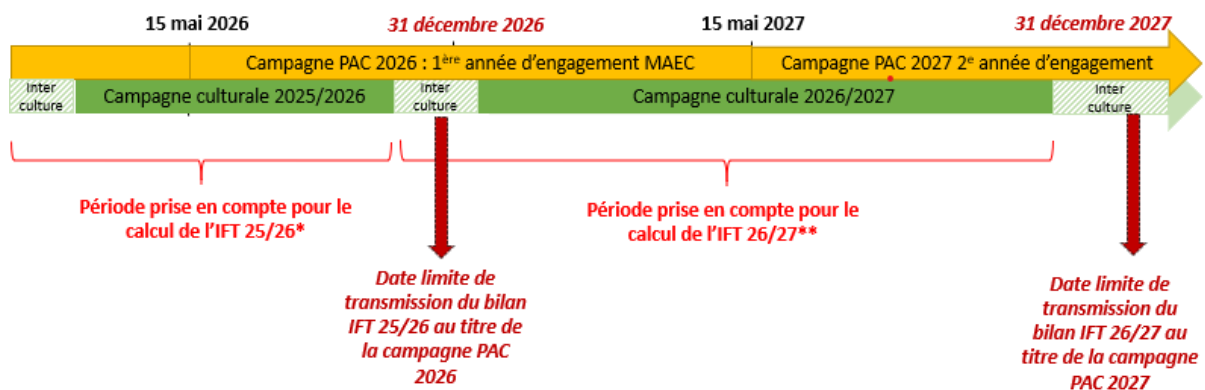 15 mai 2026
31 décembre 2026
15 mai 2027
31 décembre 2027
Campagne PAC 2026 : 1ère année d’engagement MAEC
Campagne PAC 2027 2e année d’engagement
Inter
culture
Campagne culturale 2025/2026
Inter
culture
Campagne culturale 2026/2027
Inter
culture
Période prise en compte pour le
calcul de l’IFT 25/26*
Période prise en compte pour le
calcul de l’IFT 26/27**
Date limite de
transmission du bilan
IFT 25/26 au titre de
la campagne PAC
2026
Date limite de
transmission du
bilan IFT 26/27 au
titre de la campagne
PAC 2027